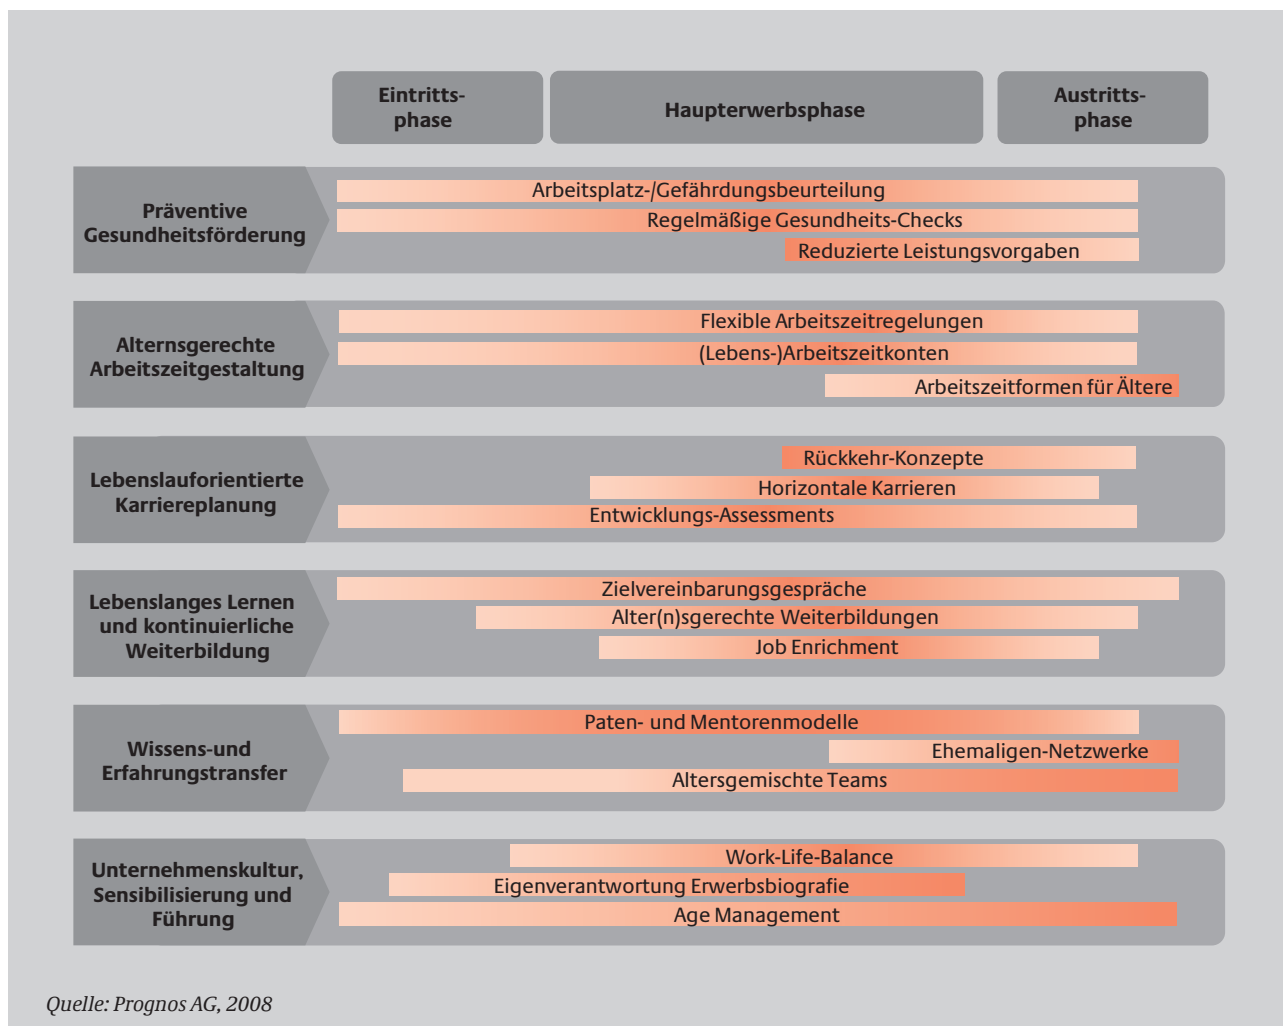 Eintritts-
phase
Haupterwerbsphase
Austritts-
phase
Präventive
Gesundheitsförderung
Arbeitsplatz-/Gefährdungsbeurteilung
Regelmäßige Gesundheits-Checks
Reduzierte Leistungsvorgaben
Alternsgerechte
Arbeitszeitgestaltung
Flexible Arbeitszeitregelungen
(Lebens-)Arbeitszeitkonten
Arbeitszeitformen für Ältere
Lebenslauforientierte
Karriereplanung
Rückkehr-Konzepte
Horizontale Karrieren
Entwicklungs-Assessments
Lebenslanges Lernen
und kontinuierliche
Weiterbildung
Zielvereinbarungsgespräche
Alter(n)sgerechte Weiterbildungen
Job Enrichment
Wissens-und
Erfahrungstransfer
Paten- und Mentorenmodelle
Ehemaligen-Netzwerke
Altersgemischte Teams
Unternehmenskultur,
Sensibilisierung und
Führung
Work-Life-Balance
Eigenverantwortung Erwerbsbiografie
Age Management
Quelle: Prognos AG, 2008